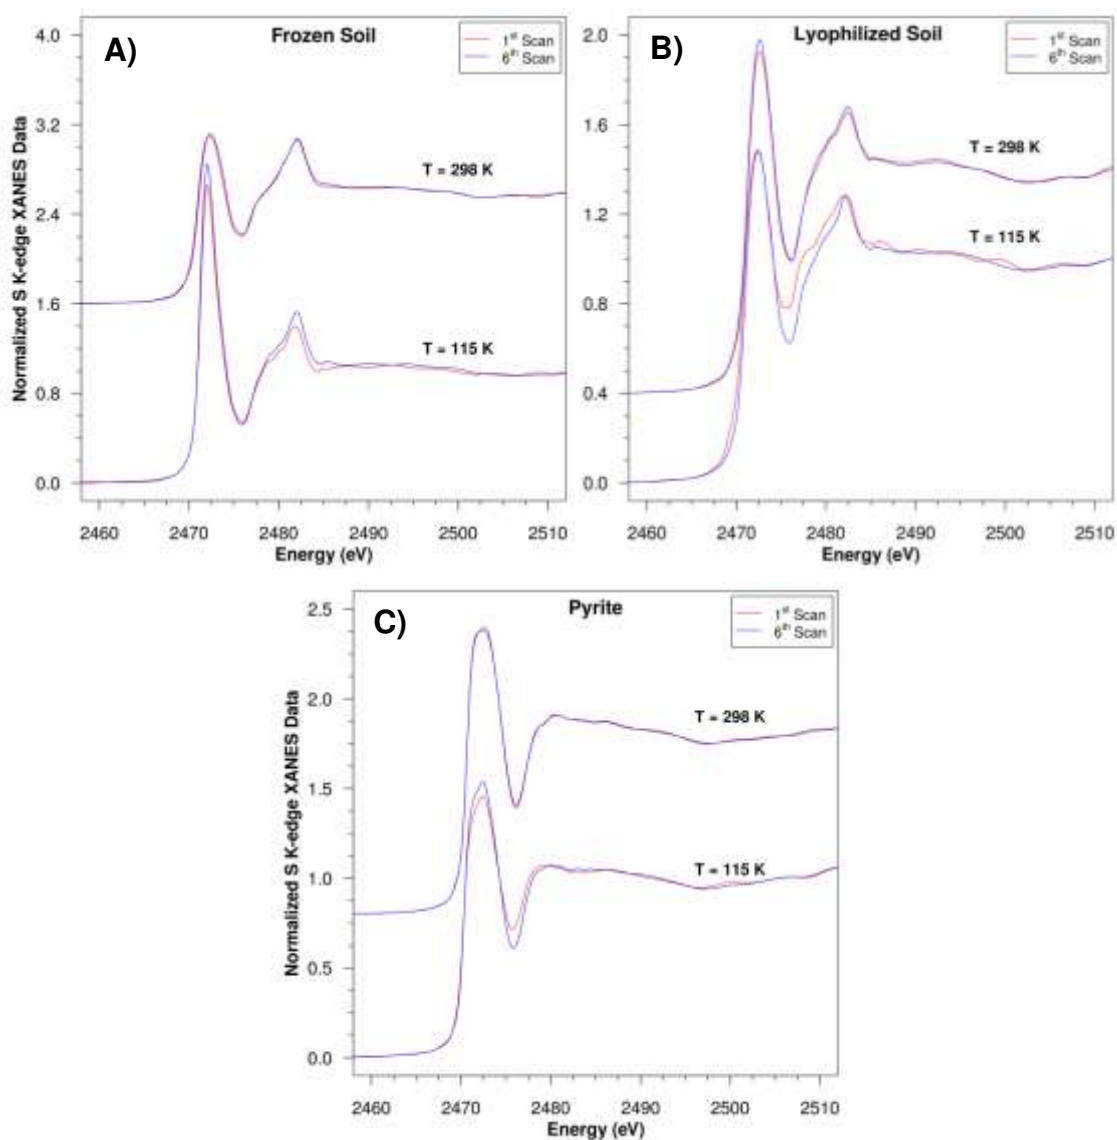 A)
Frozen Soil
1st Scan
6th Scan
4.0
3.2
2.4
1.6
0.8
0.0
T = 298 K
T = 115 K
Normalized S K-edge XANES Data
2460 2470 2480 2490 2500 2510
Energy (eV)
B)
Lyophilized Soil
1st Scan
6th Scan
2.0
1.6
1.2
0.8
0.4
0.0
T = 298 K
T = 115 K
2460 2470 2480 2490 2500 2510
Energy (eV)
C)
Pyrite
1st Scan
6th Scan
2.5
2.0
1.5
1.0
0.5
0.0
T = 298 K
T = 115 K
Normalized S K-edge XANES Data
2460 2470 2480 2490 2500 2510
Energy (eV)